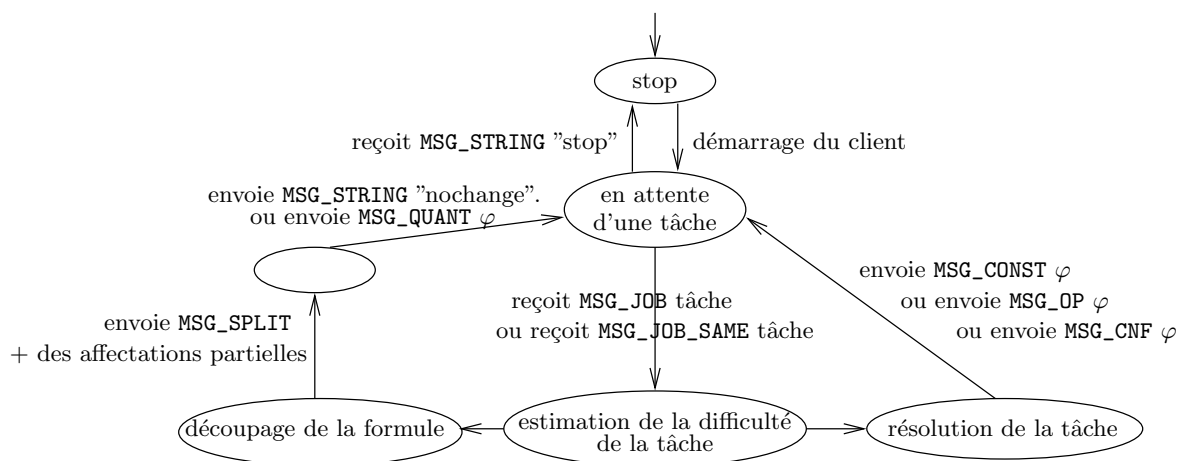 stop
reçoit MSG_STRING ”stop”
démarrage du client
envoie MSG_STRING ”nochange”.
ou envoie MSG_QUANT φ
en attente
d'une tâche
envoie MSG_CONST φ
ou envoie MSG_OP φ
ou envoie MSG_CNF φ
reçoit MSG_JOB tâche
ou reçoit MSG_JOB_SAME tâche
envoie MSG_SPLIT
+ des affectations partielles
découpage de la formule
estimation de la difficulté
de la tâche
résolution de la tâche